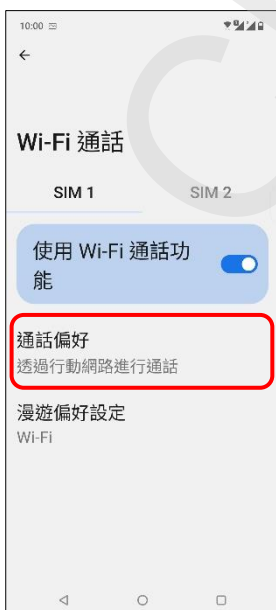 10:00
Wi-Fi 通話
SIM 1 SIM 2
使用 Wi-Fi 通話功
能
通話偏好
透過行動網路進行通話
漫遊偏好設定
Wi-Fi